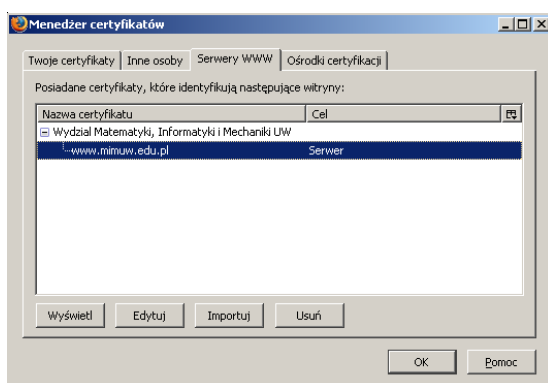 Menedżer certyfikatów
Twoje certyfikaty Inne osoby Serwery WWW Ośrodki certyfikacji
Posiadane certyfikaty, które identyfikują następujące witryny:
Nazwa certyfikatu Cel
Wydzial Matematyki, Informatyki i Mechaniki UW
www.mimuw.edu.pl Serwer
Wyświetl Edytuj Importuj Usuń
OK Pomoc